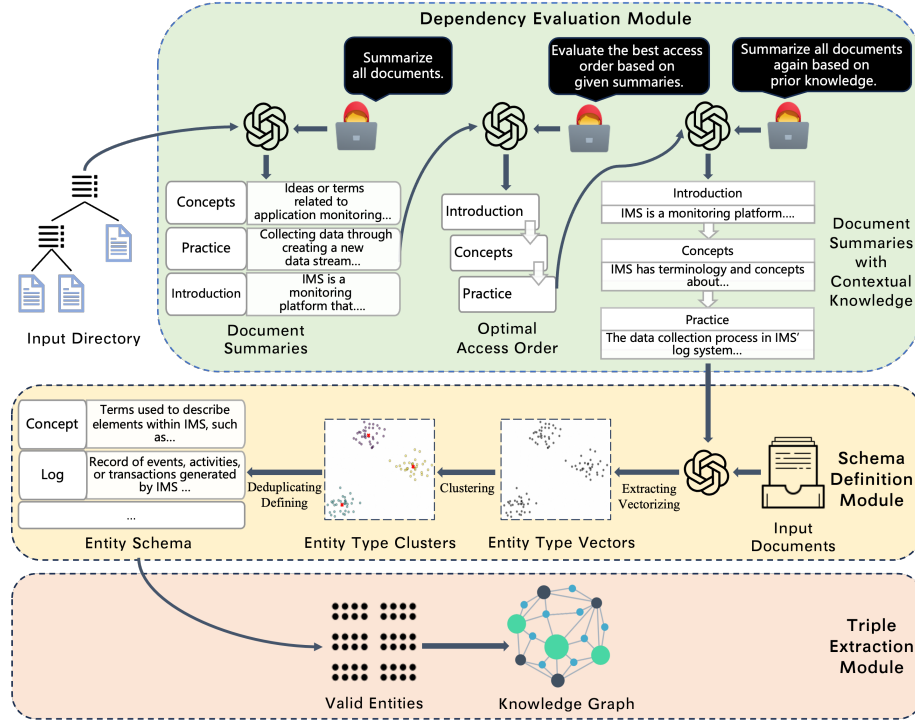 Dependency Evaluation Module
Summarize
all documents.
Evaluate the best access
order based on
given summaries.
Summarize all documents
again based on
prior knowledge.
Concepts
Ideas or terms
related to
application monitoring...
Practice
Collecting data through
creating a new
data stream...
Introduction
IMS is a
monitoring
platform that....
Document
Summaries
Introduction
Concepts
Practice
Optimal
Access Order
Introduction
IMS is a monitoring platform....
Concepts
IMS has terminology and concepts
about...
Practice
The data collection process in IMS'
log system...
Document
Summaries
with
Contextual
Knowledge
Input Directory
Concept
Terms used to describe
elements within IMS, such
as...
Log
Record of events, activities,
or transactions generated
by IMS ...
...
Entity Schema
Deduplicating
Defining
Entity Type Clusters
Clustering
Entity Type Vectors
Extracting
Vectorizing
Input
Documents
Schema
Definition
Module
Valid Entities
Knowledge Graph
Triple
Extraction
Module